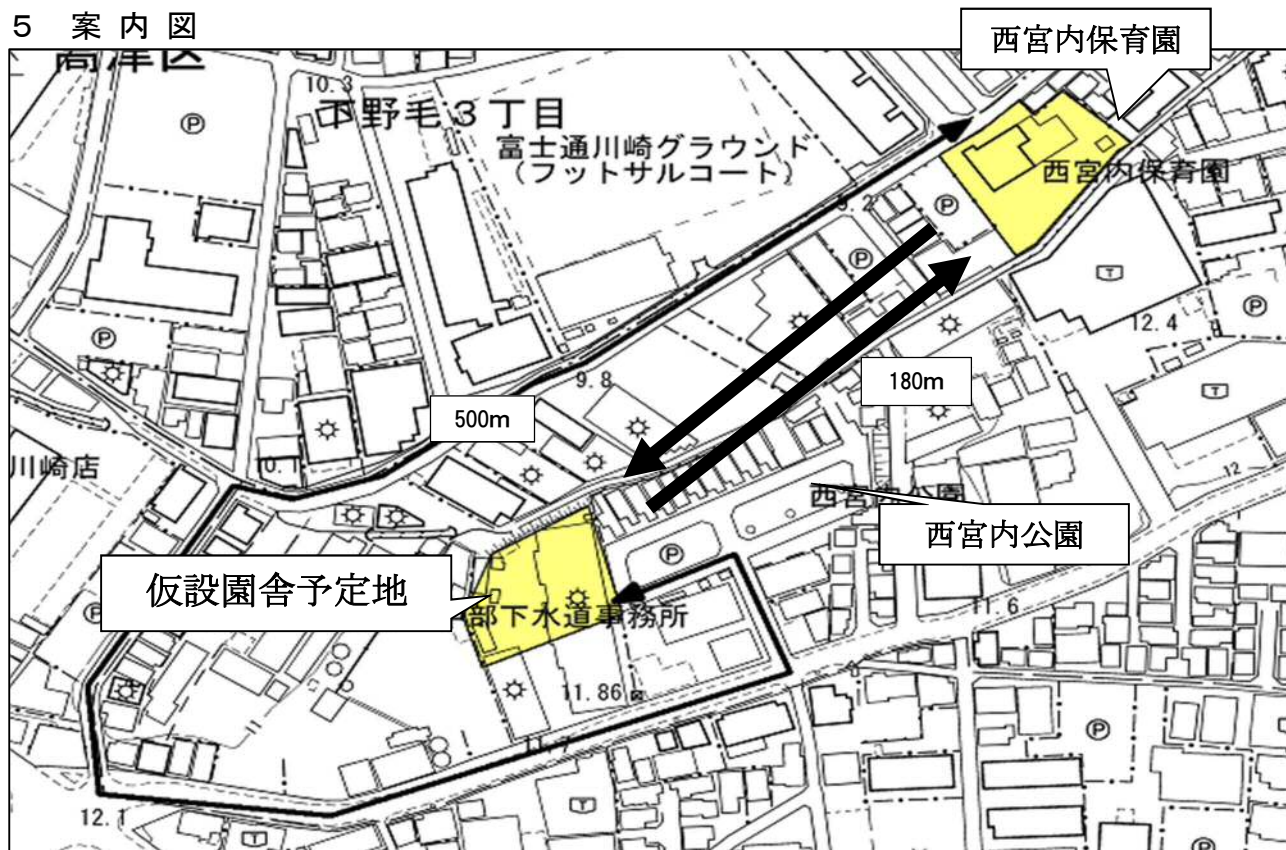 5 案内図
西宮内保育園
高津区
10.3
下野毛3丁目
富士通川崎グラウンド
(フットサルコート)
西宮内保育園
9.2
12.4
9.8
180m
500m
川崎店
10.1
12
西宮内公園
西宮内公園
仮設園舎予定地
部下水道事務所
11.6
11.86
12.1